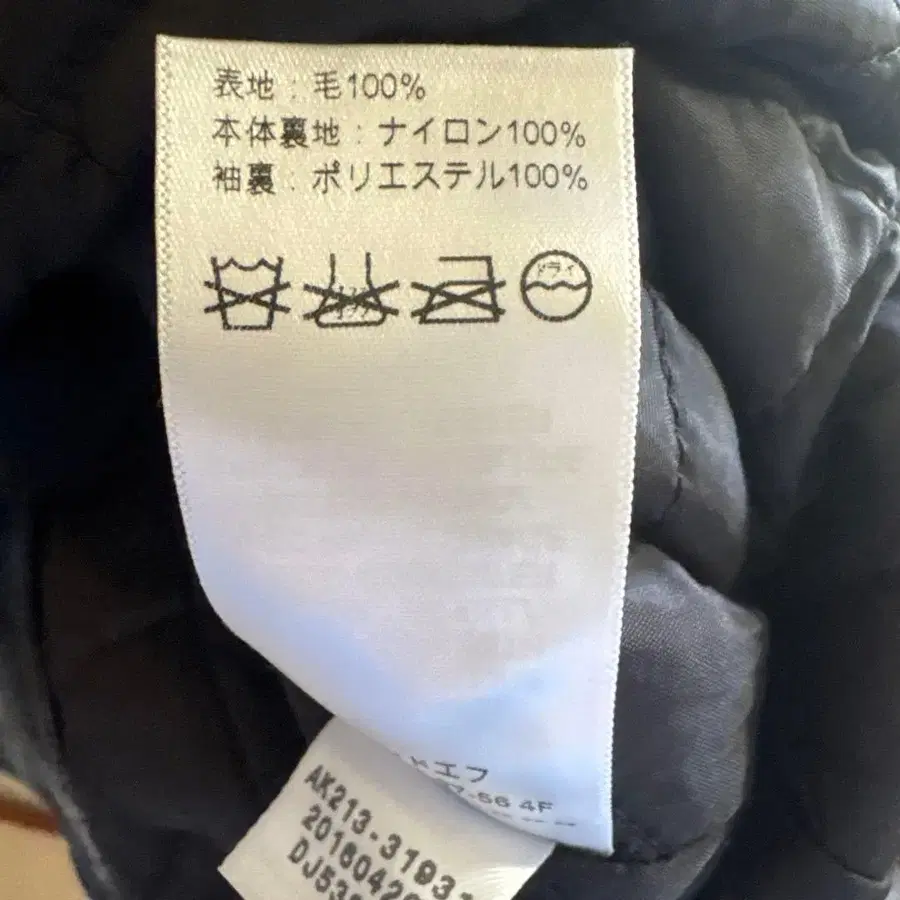 表地：毛100%
本体裏地：ナイロン100%
袖裏：ポリエステル100%
ドライ
エフ
-56 4F
AK213-3193
2016042
DJ53